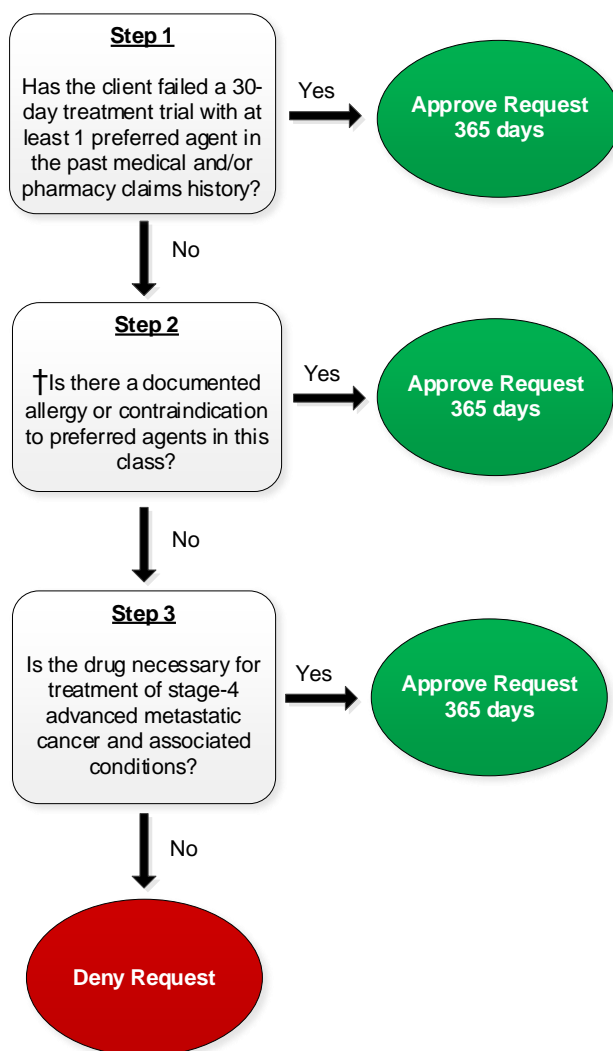 Step 1
Has the client failed a 30-
day treatment trial with at
least 1 preferred agent in
the past medical and/or
pharmacy claims history?
Yes
Approve Request
365 days
No
Step 2
†Is there a documented
allergy or contraindication
to preferred agents in this
class?
Yes
Approve Request
365 days
No
Step 3
Is the drug necessary for
treatment of stage-4
advanced metastatic
cancer and associated
conditions?
Yes
Approve Request
365 days
No
Deny Request